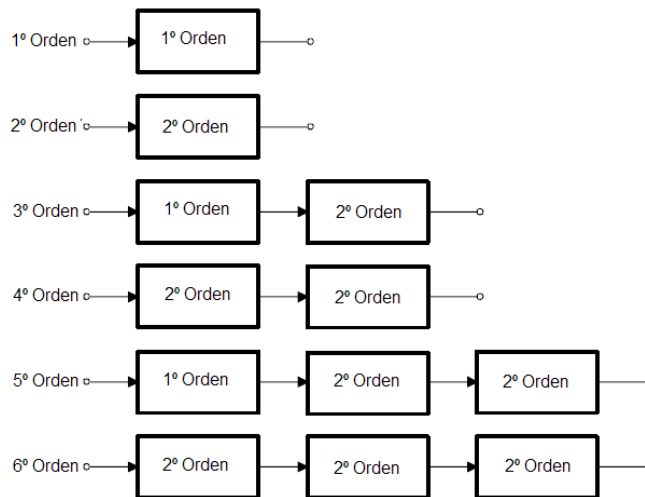 1º Orden 1º Orden
2º Orden 2º Orden
3º Orden 1º Orden 2º Orden
4º Orden 2º Orden 2º Orden
5º Orden 1º Orden 2º Orden 2º Orden
6º Orden 2º Orden 2º Orden 2º Orden